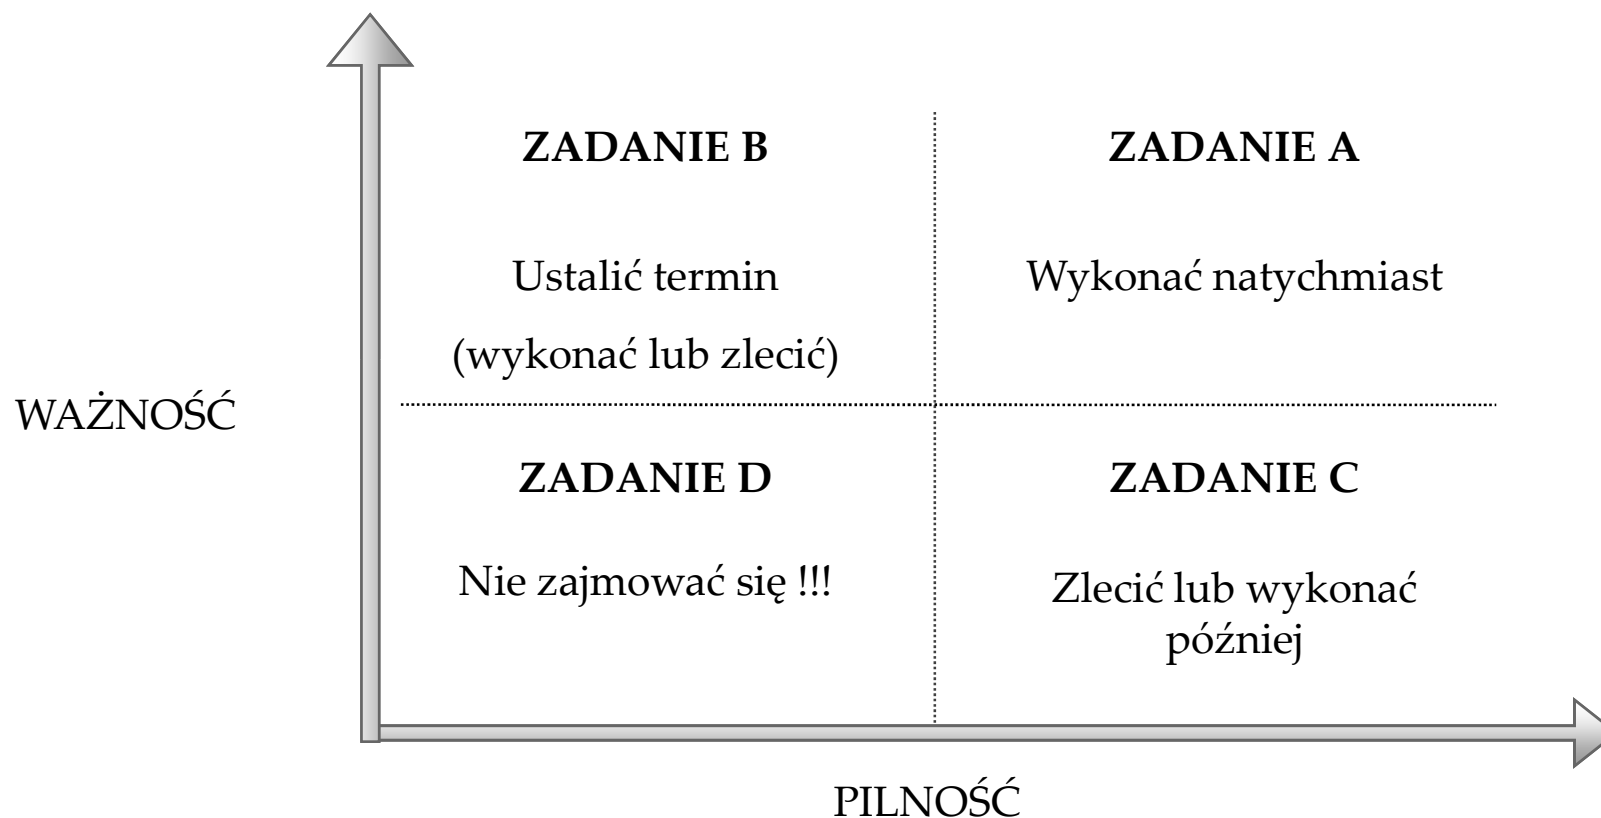 ZADANIE B
ZADANIE A
Ustalić termin
(wykonać lub zlecić)
Wykonać natychmiast
WAŻNOŚĆ
ZADANIE D
ZADANIE C
Nie zajmować się !!!
Zlecić lub wykonać
później
PILNOŚĆ